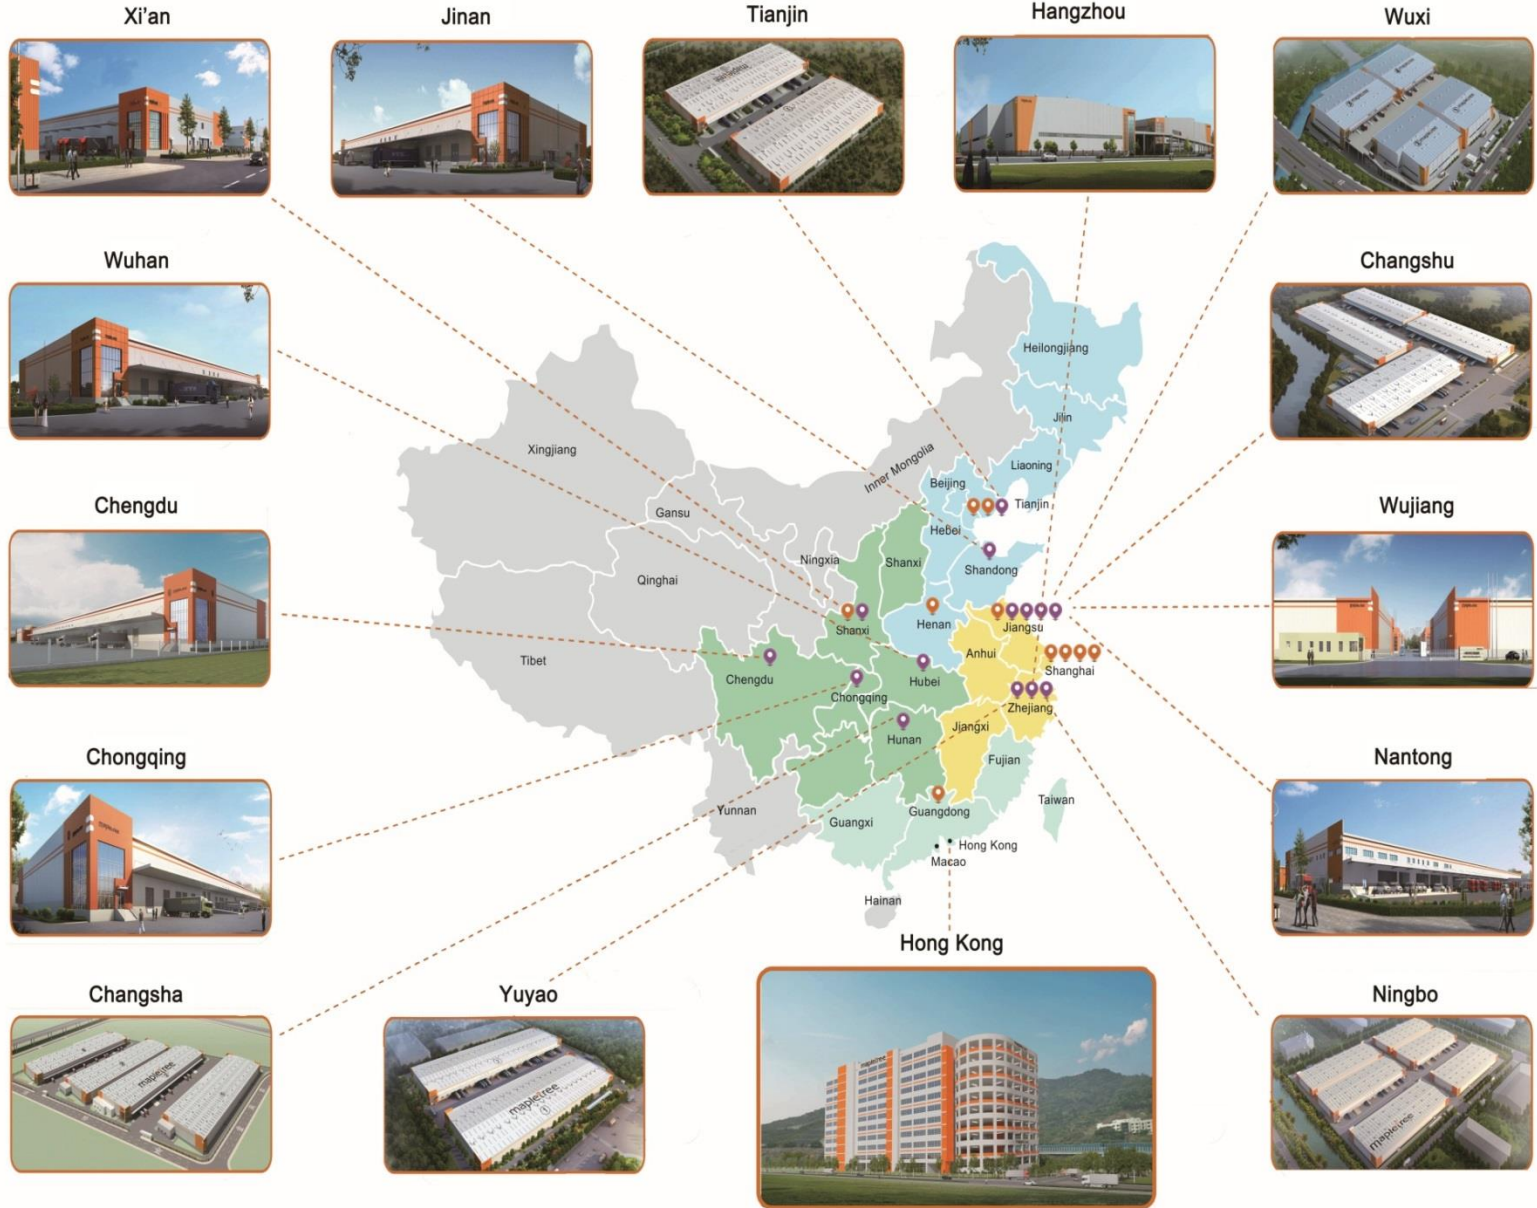 Xi'an
Jinan
Tianjin
Hangzhou
Wuxi
Wuhan
Changshu
Heilongjiang
Jilin
Xingjiang
Inner Mongolia
Liaoning
Beijing
Tianjin
Chengdu
Wujiang
Gansu
Hebei
Ningxia
Shanxi
Shandong
Qinghai
Shanxi
Henan
Jiangsu
Tibet
Anhui
Shanghai
Chengdu
Hubei
Chongqing
Zhejiang
Jiangxi
Hunan
Chongqing
Nantong
Fujian
Taiwan
Yunnan
Guangxi
Guangdong
Hong Kong
Macao
Hainan
Hong Kong
Changsha
Yuyao
Ningbo
mapletree
mapletree
mapletree
mapletree